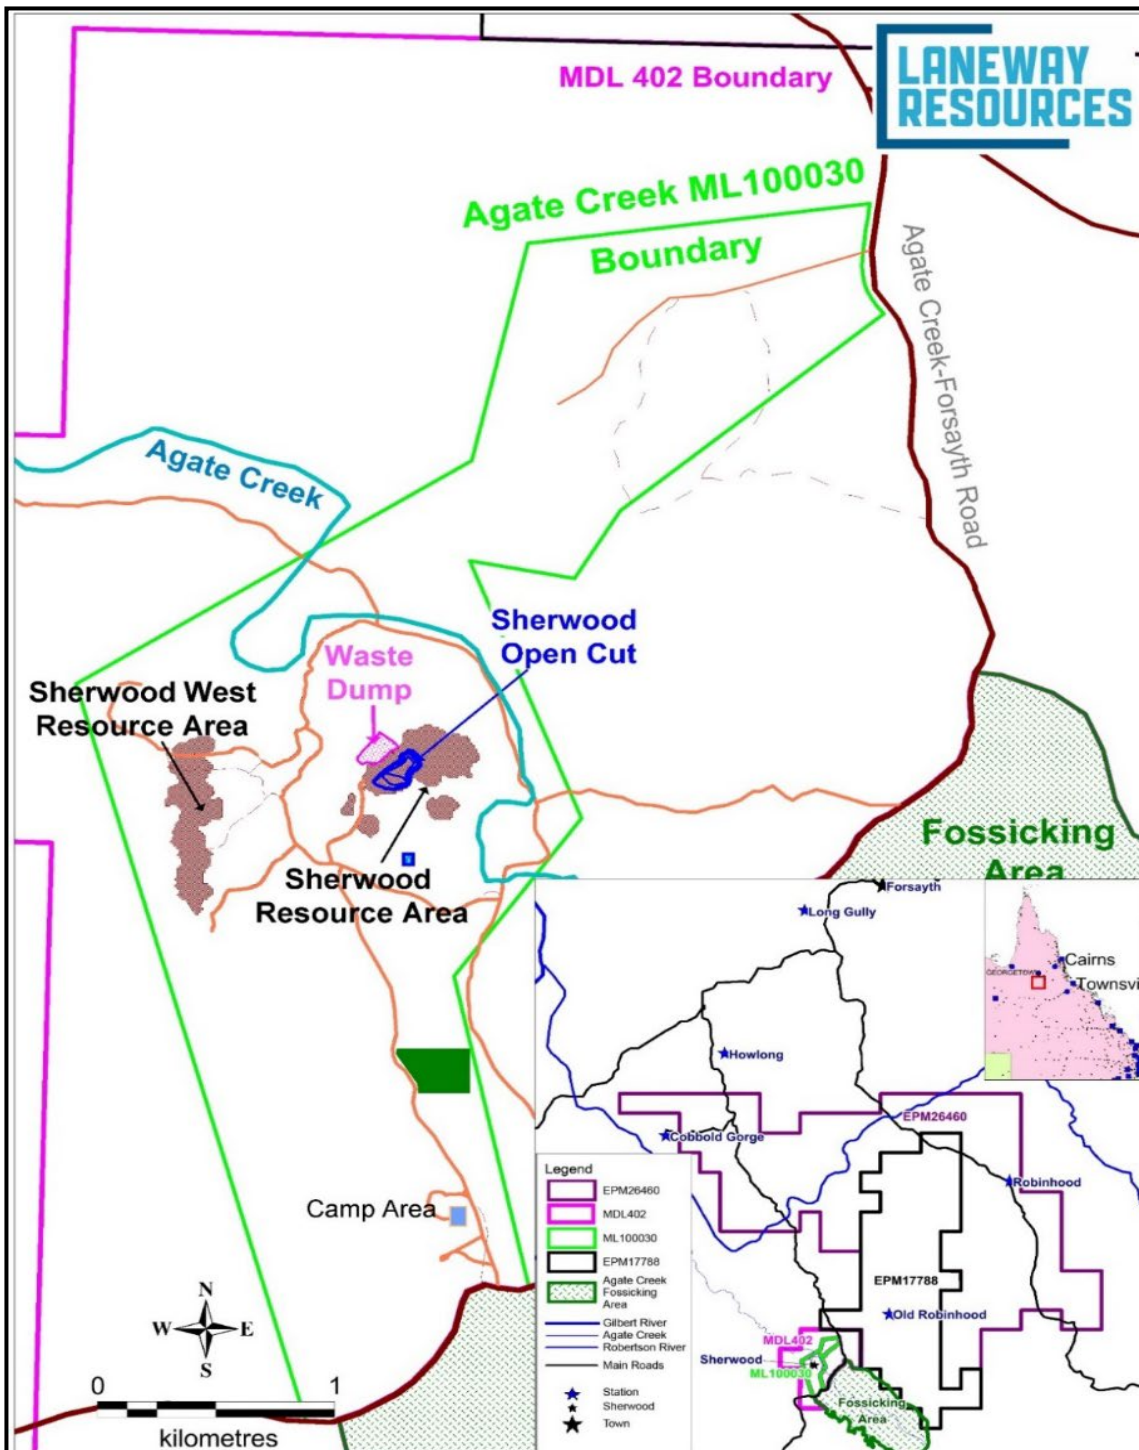 LANEWAY
RESOURCES
MDL 402 Boundary
Agate Creek ML100030
Boundary
Agate Creek-Forsayth Road
Agate Creek
Sherwood
Open Cut
Waste
Dump
Sherwood West
Resource Area
Sherwood
Resource Area
Fossicking
Area
Camp Area
N
W
E
S
0
1
kilometres
Forsayth
Long Gully
Howlong
Cobbold Gorge
EPM26460
Robinhood
EPM17788
Old Robinhood
MDL402
Sherwood
ML100030
Fossicking
Area
Cairns
GEORGETOW
Townsvi
Legend
EPM26460
MDL402
ML100030
EPM17788
Agate Creek
Fossicking
Area
Gilbert River
Agate Creek
Robertson River
Main Roads
Station
Sherwood
Town